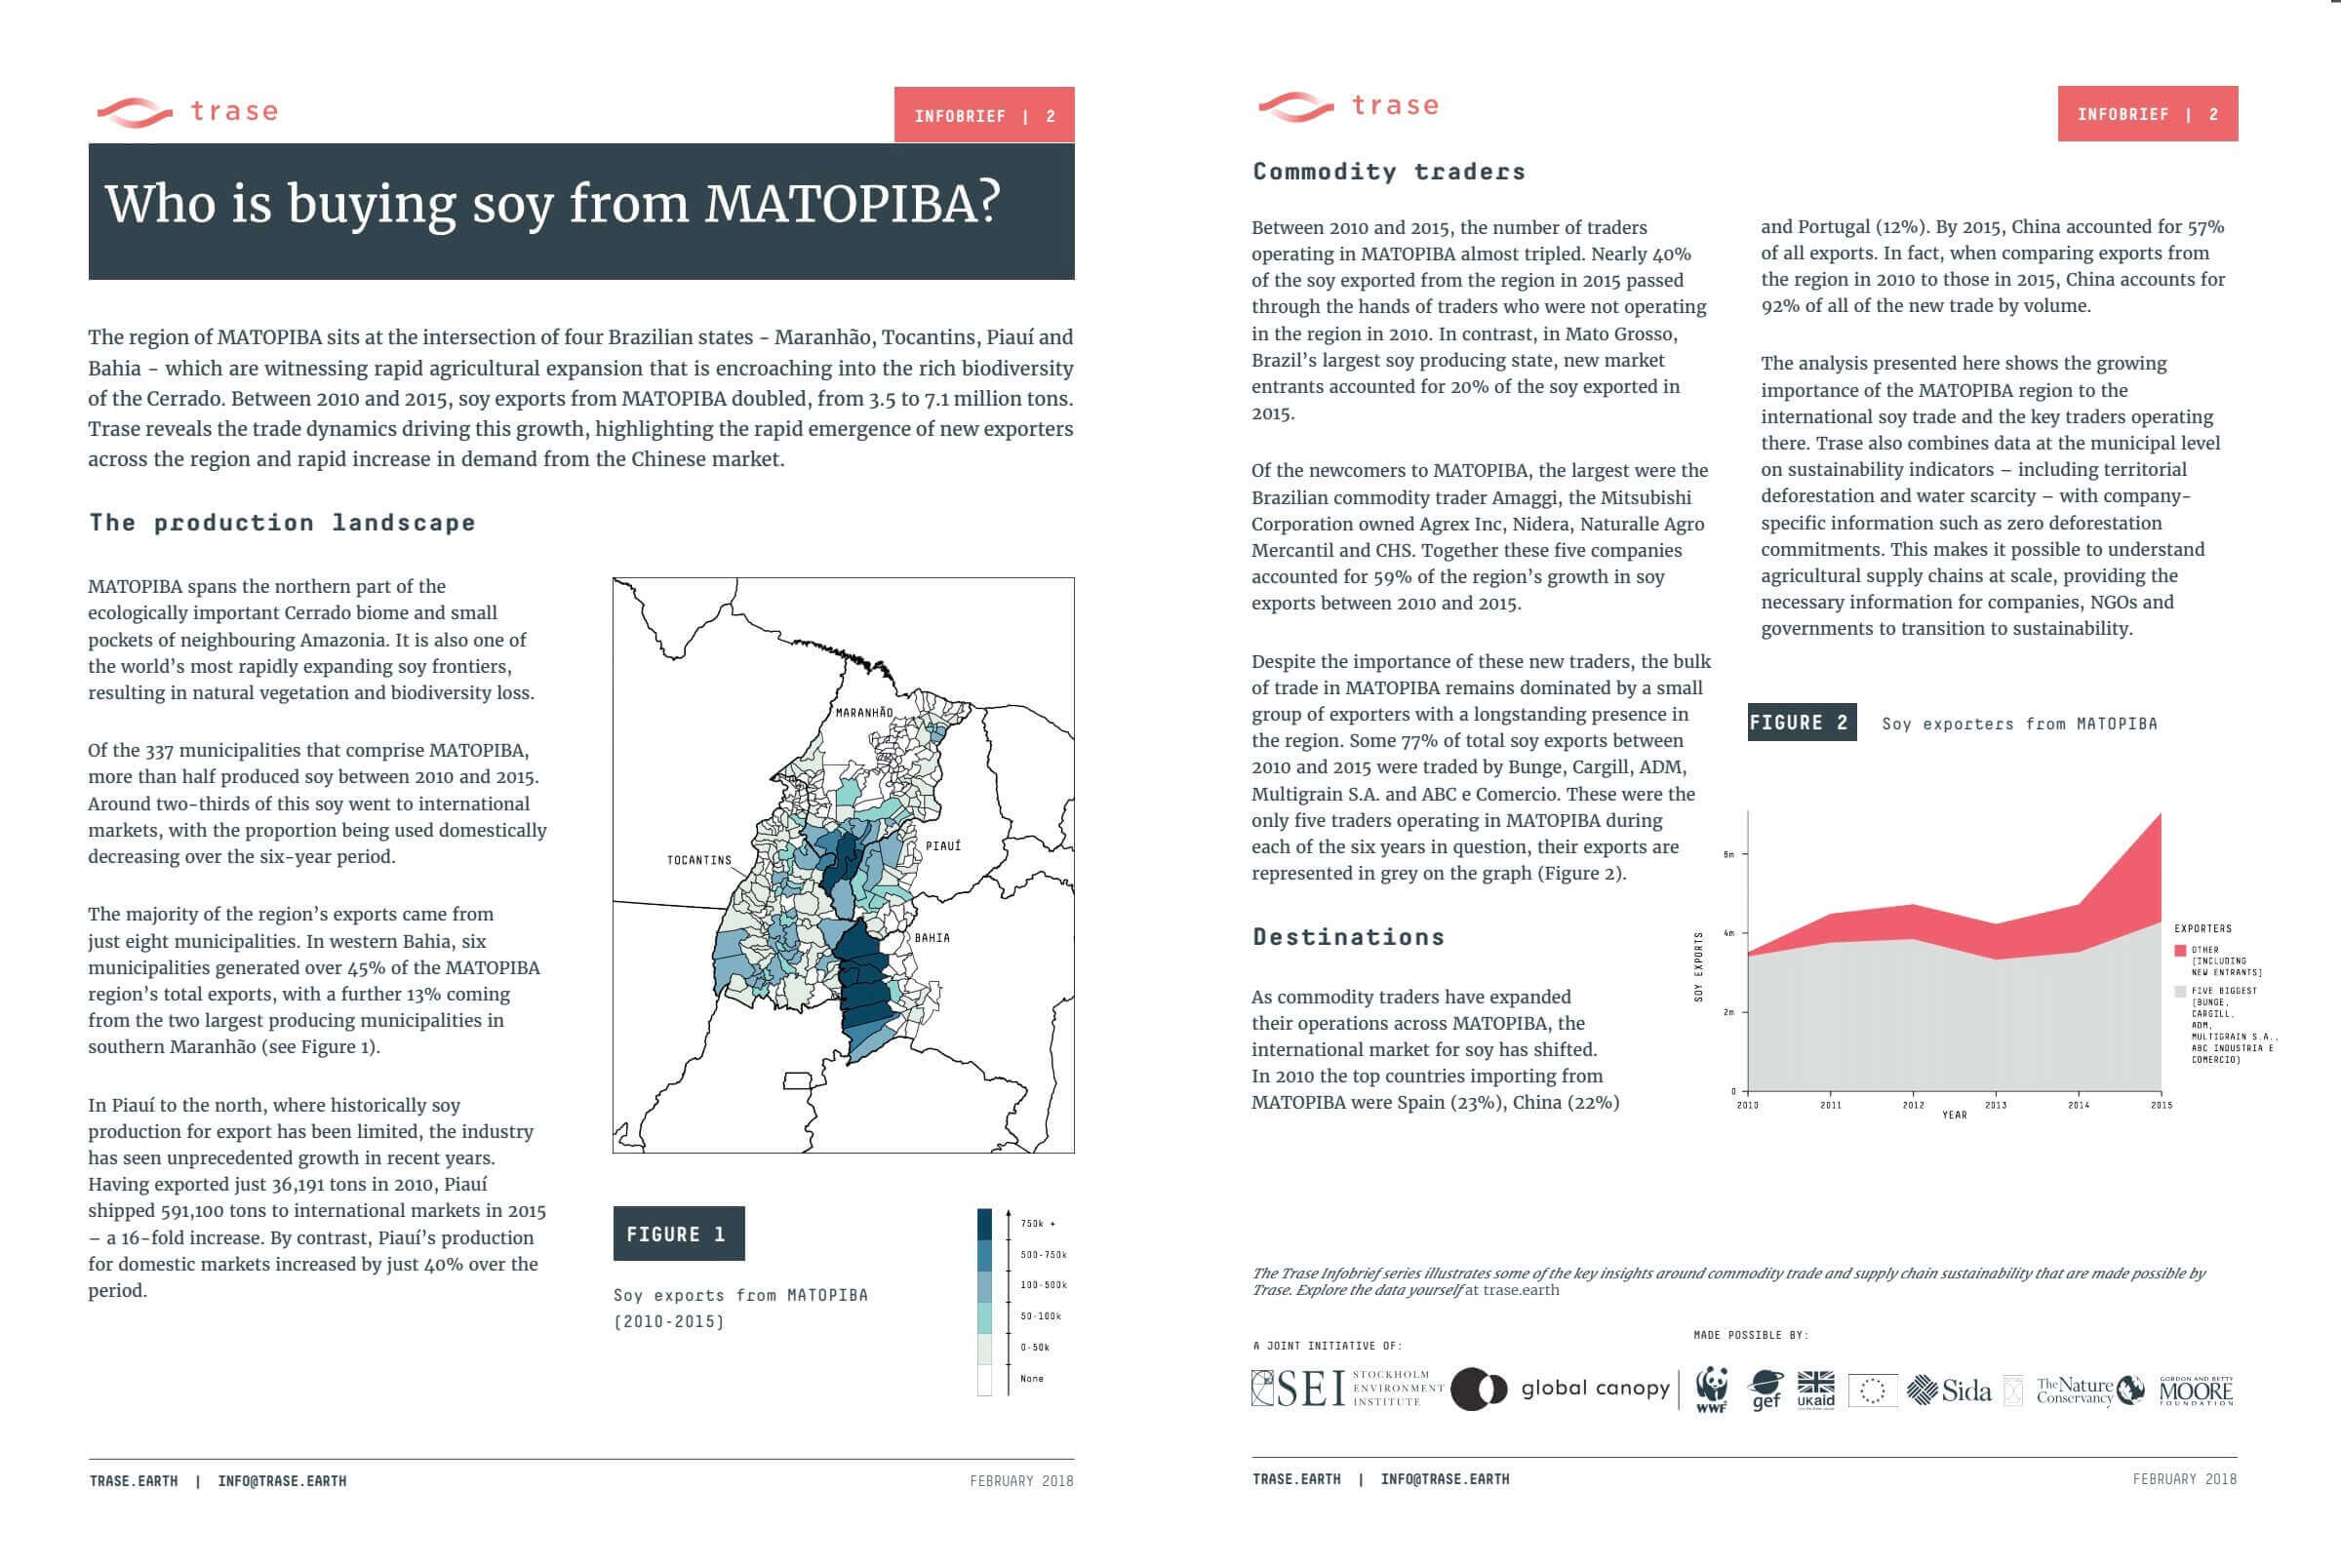 trase
INFOBRIEF | 2
Who is buying soy from MATOPIBA?
The region of MATOPIBA sits at the intersection of four Brazilian states - Maranhão, Tocantins, Piauí and
Bahia - which are witnessing rapid agricultural expansion that is encroaching into the rich biodiversity
of the Cerrado. Between 2010 and 2015, soy exports from MATOPIBA doubled, from 3.5 to 7.1 million tons.
Trase reveals the trade dynamics driving this growth, highlighting the rapid emergence of new exporters
across the region and rapid increase in demand from the Chinese market.
The production landscape
MATOPIBA spans the northern part of the
ecologically important Cerrado biome and small
pockets of neighbouring Amazonia. It is also one of
the world's most rapidly expanding soy frontiers,
resulting in natural vegetation and biodiversity loss.
Of the 337 municipalities that comprise MATOPIBA,
more than half produced soy between 2010 and 2015.
Around two-thirds of this soy went to international
markets, with the proportion being used domestically
decreasing over the six-year period.
The majority of the region's exports came from
just eight municipalities. In western Bahia, six
municipalities generated over 45% of the MATOPIBA
region's total exports, with a further 13% coming
from the two largest producing municipalities in
southern Maranhão (see Figure 1).
In Piauí to the north, where historically soy
production for export has been limited, the industry
has seen unprecedented growth in recent years.
Having exported just 36,191 tons in 2010, Piauí
shipped 591,100 tons to international markets in 2015
– a 16-fold increase. By contrast, Piauí's production
for domestic markets increased by just 40% over the
period.
MARANHÃO
PIAUÍ
TOCANTINS
BAHIA
FIGURE 1
Soy exports from MATOPIBA
(2010-2015)
750k +
500-750k
100-500k
50-100k
0-50k
None
TRASE.EARTH | INFO@TRASE.EARTH
FEBRUARY 2018
trase
INFOBRIEF | 2
Commodity traders
Between 2010 and 2015, the number of traders
operating in MATOPIBA almost tripled. Nearly 40%
of the soy exported from the region in 2015 passed
through the hands of traders who were not operating
in the region in 2010. In contrast, in Mato Grosso,
Brazil's largest soy producing state, new market
entrants accounted for 20% of the soy exported in
2015.
Of the newcomers to MATOPIBA, the largest were the
Brazilian commodity trader Amaggi, the Mitsubishi
Corporation owned Agrex Inc, Nidera, Naturalle Agro
Mercantil and CHS. Together these five companies
accounted for 59% of the region's growth in soy
exports between 2010 and 2015.
Despite the importance of these new traders, the bulk
of trade in MATOPIBA remains dominated by a small
group of exporters with a longstanding presence in
the region. Some 77% of total soy exports between
2010 and 2015 were traded by Bunge, Cargill, ADM,
Multigrain S.A. and ABC e Comercio. These were the
only five traders operating in MATOPIBA during
each of the six years in question, their exports are
represented in grey on the graph (Figure 2).
Destinations
As commodity traders have expanded
their operations across MATOPIBA, the
international market for soy has shifted.
In 2010 the top countries importing from
MATOPIBA were Spain (23%), China (22%)
and Portugal (12%). By 2015, China accounted for 57%
of all exports. In fact, when comparing exports from
the region in 2010 to those in 2015, China accounts for
92% of all of the new trade by volume.
The analysis presented here shows the growing
importance of the MATOPIBA region to the
international soy trade and the key traders operating
there. Trase also combines data at the municipal level
on sustainability indicators – including territorial
deforestation and water scarcity – with company-
specific information such as zero deforestation
commitments. This makes it possible to understand
agricultural supply chains at scale, providing the
necessary information for companies, NGOs and
governments to transition to sustainability.
FIGURE 2
Soy exporters from MATOPIBA
SOY EXPORTS
6m
4m
2m
0
2010
2011
2012
2013
2014
2015
YEAR
EXPORTERS
OTHER
[INCLUDING
NEW ENTRANTS]
FIVE BIGGEST
[BUNGE,
CARGILL,
ADM,
MULTIGRAIN S.A.,
ABC INDUSTRIA E
COMERCIO]
The Trase Infobrief series illustrates some of the key insights around commodity trade and supply chain sustainability that are made possible by
Trase. Explore the data yourself at trase.earth
A JOINT INITIATIVE OF:
MADE POSSIBLE BY:
SEI
STOCKHOLM
ENVIRONMENT
INSTITUTE
global canopy
WWF
gef
UKaid
Sida
The Nature
Conservancy
GORDON AND BETTY
MOORE
FOUNDATION
TRASE.EARTH | INFO@TRASE.EARTH
FEBRUARY 2018